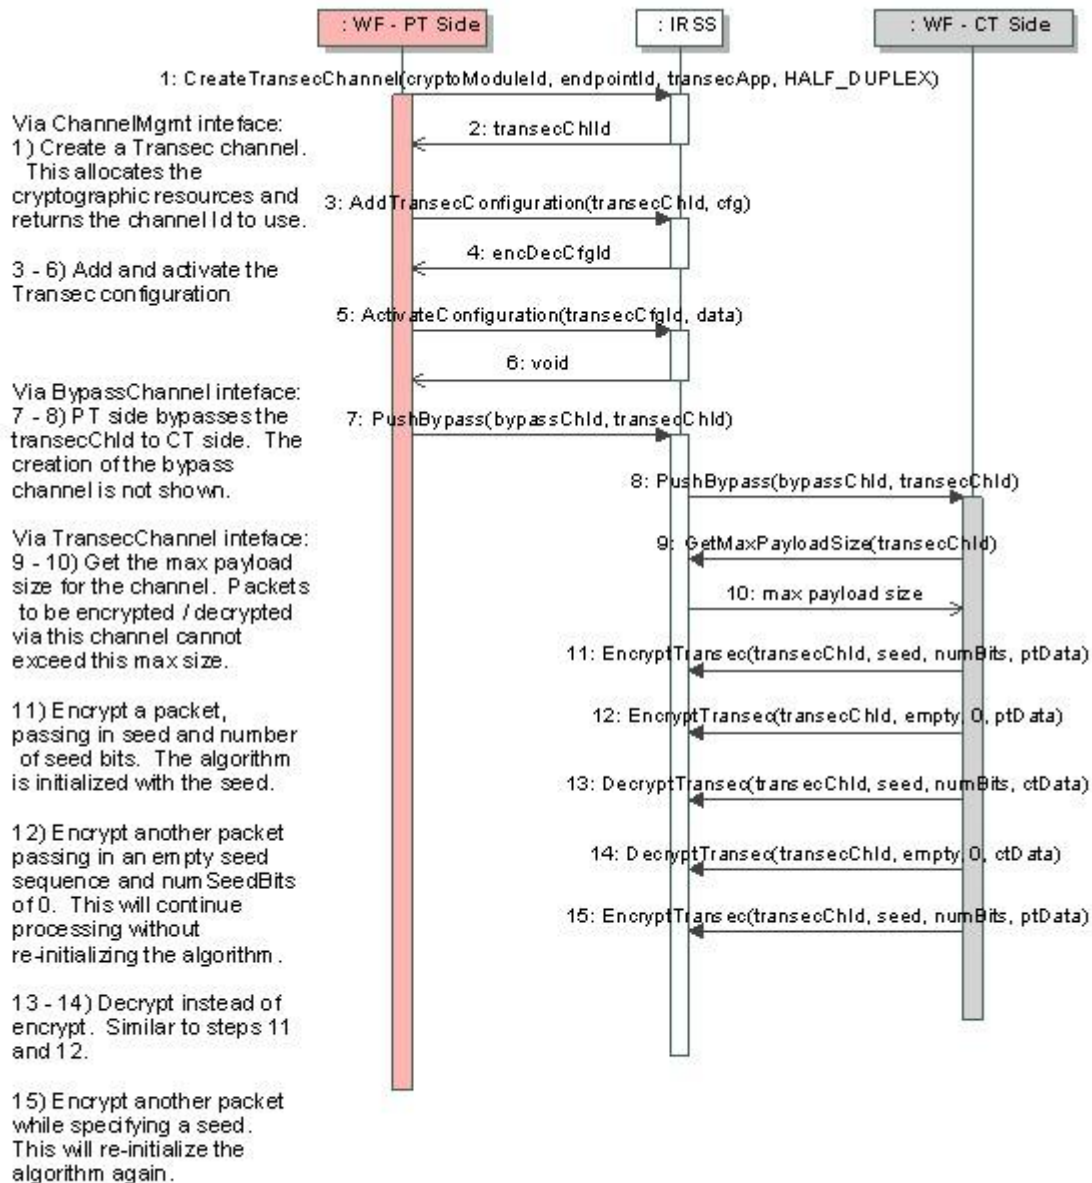 : WF - PT Side
: IRSS
: WF - CT Side
1: CreateTransecChannel(cryptoModuleId, endpointId, transecApp, HALF_DUPLEX)
Via ChannelMgmt inteface:
1) Create a Transec channel.
This allocates the
cryptographic resources and
returns the channel Id to use.
2: transecChlId
3: AddTransecConfiguration(transecChId, cfg)
4: encDecCfgId
3 - 6) Add and activate the
Transec configuration
5: ActivateConfiguration(transecCfgId, data)
6: void
Via BypassChannel inteface:
7 - 8) PT side bypasses the
transecChId to CT side. The
creation of the bypass
channel is not shown.
7: PushBypass(bypassChId, transecChId)
8: PushBypass(bypassChId, transecChId)
Via TransecChannel inteface:
9 - 10) Get the max payload
size for the channel. Packets
to be encrypted / decrypted
via this channel cannot
exceed this max size.
9: GetMaxPayloadSize(transecChId)
10: max payload size
11: EncryptTransec(transecChId, seed, numBits, ptData)
11) Encrypt a packet,
passing in seed and number
of seed bits. The algorithm
is initialized with the seed.
12: EncryptTransec(transecChId, empty, 0, ptData)
13: DecryptTransec(transecChId, seed, numBits, ctData)
12) Encrypt another packet
passing in an empty seed
sequence and numSeedBits
of 0. This will continue
processing without
re-initializing the algorithm.
14: DecryptTransec(transecChId, empty, 0, ctData)
15: EncryptTransec(transecChId, seed, numBits, ptData)
13 - 14) Decrypt instead of
encrypt. Similar to steps 11
and 12.
15) Encrypt another packet
while specifying a seed.
This will re-initialize the
algorithm again.